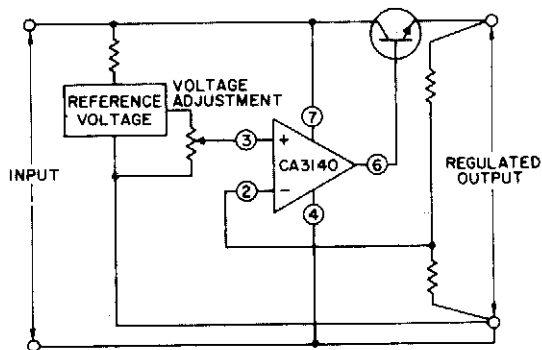 VOLTAGE
ADJUSTMENT
REFERENCE
VOLTAGE
7
3
+
CA3140
6
INPUT
REGULATED
OUTPUT
2
−
4